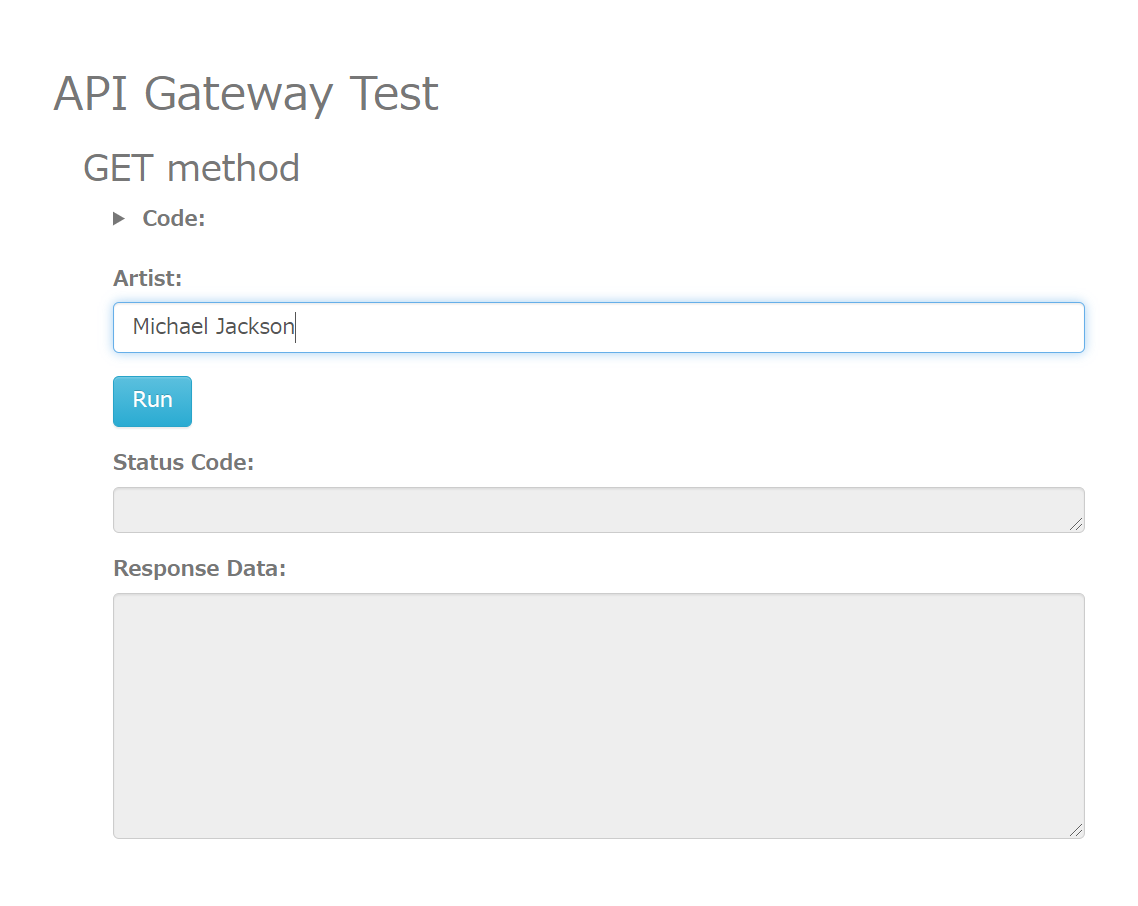 API Gateway Test
GET method
Code:
Artist:
Michael Jackson
Run
Status Code:
Response Data: